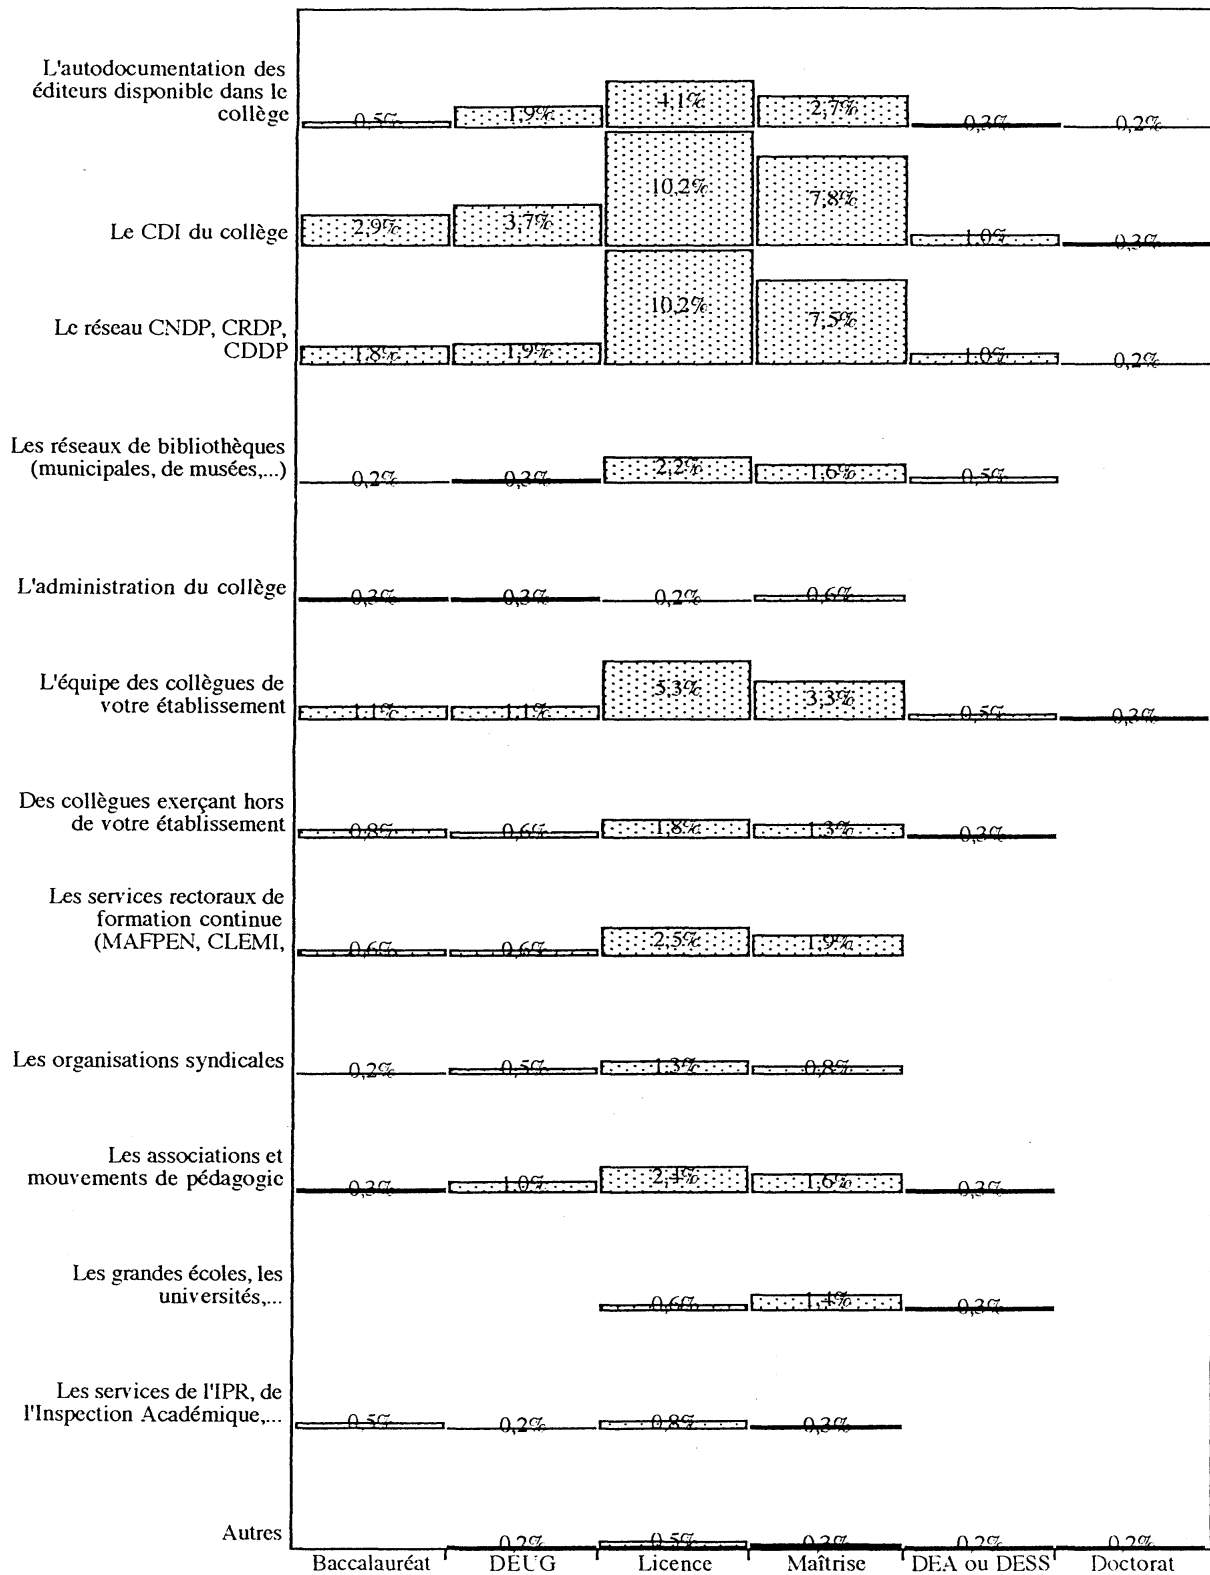 L'autodocumentation des
éditeurs disponible dans le
collège
0,5% 1,9% 4,1% 2,7% 0,3% 0,2%
Le CDI du collège
2,9% 3,7% 10,2% 7,8% 1,0% 0,3%
Le réseau CNDP, CRDP,
CDDP
1,8% 1,9% 10,2% 7,5% 1,0% 0,2%
Les réseaux de bibliothèques
(municipales, de musées,...)
0,2% 0,3% 2,2% 1,6% 0,5%
L'administration du collège
0,3% 0,3% 0,2% 0,6%
L'équipe des collègues de
votre établissement
1,1% 1,1% 5,3% 3,3% 0,5% 0,3%
Des collègues exerçant hors
de votre établissement
0,8% 0,6% 1,8% 1,3% 0,3%
Les services rectoraux de
formation continue
(MAFPEN, CLEMI,
0,6% 0,6% 2,5% 1,9%
Les organisations syndicales
0,2% 0,5% 1,3% 0,8%
Les associations et
mouvements de pédagogie
0,3% 1,0% 2,4% 1,6% 0,3%
Les grandes écoles, les
universités,...
0,6% 1,4% 0,3%
Les services de l'IPR, de
l'Inspection Académique,...
0,5% 0,2% 0,8% 0,3%
Autres
0,2% 0,5% 0,3% 0,2% 0,2%
Baccalauréat DEUG Licence Maîtrise DEA ou DESS Doctorat